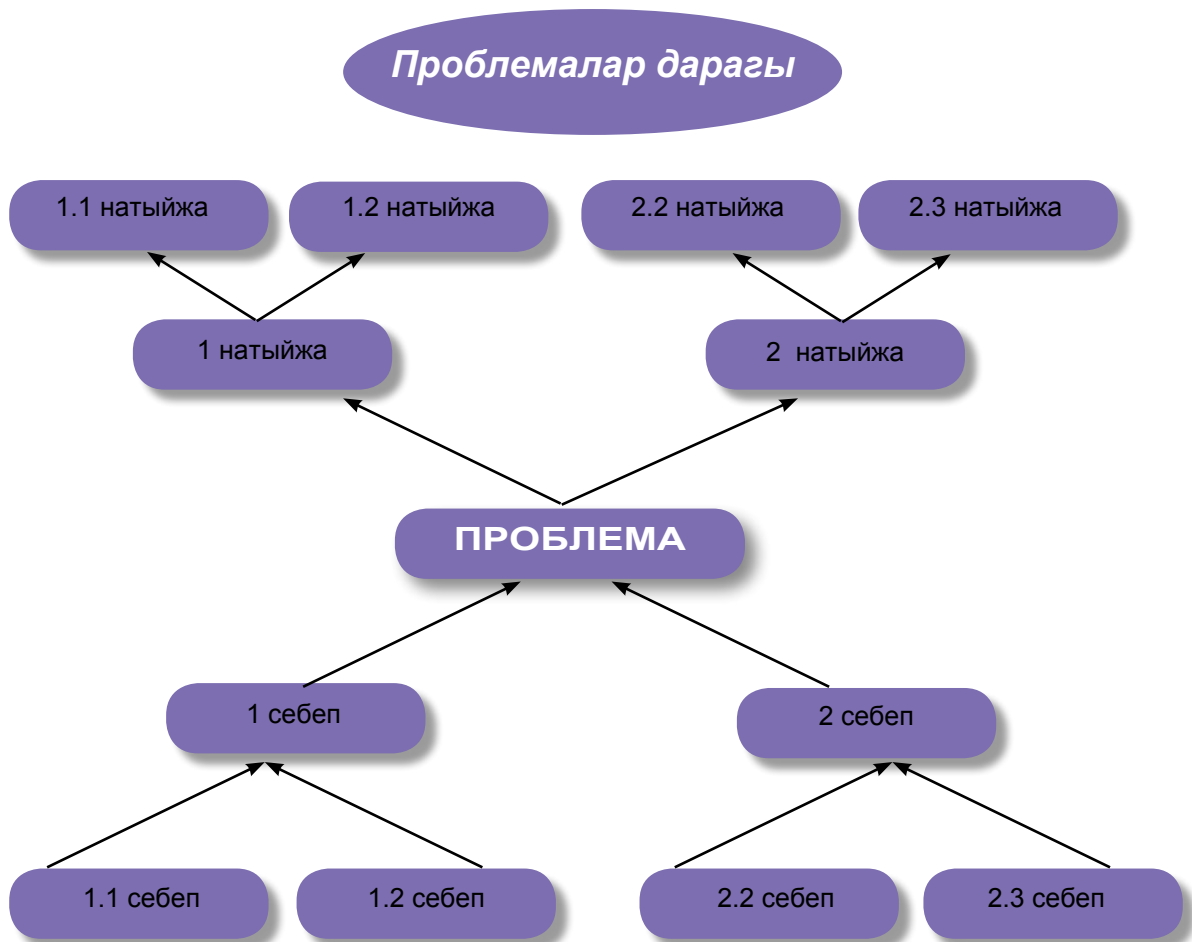 Проблемалар дарагы
1.1 натыйжа
1.2 натыйжа
2.2 натыйжа
2.3 натыйжа
1 натыйжа
2 натыйжа
ПРОБЛЕМА
1 себеп
2 себеп
1.1 себеп
1.2 себеп
2.2 себеп
2.3 себеп